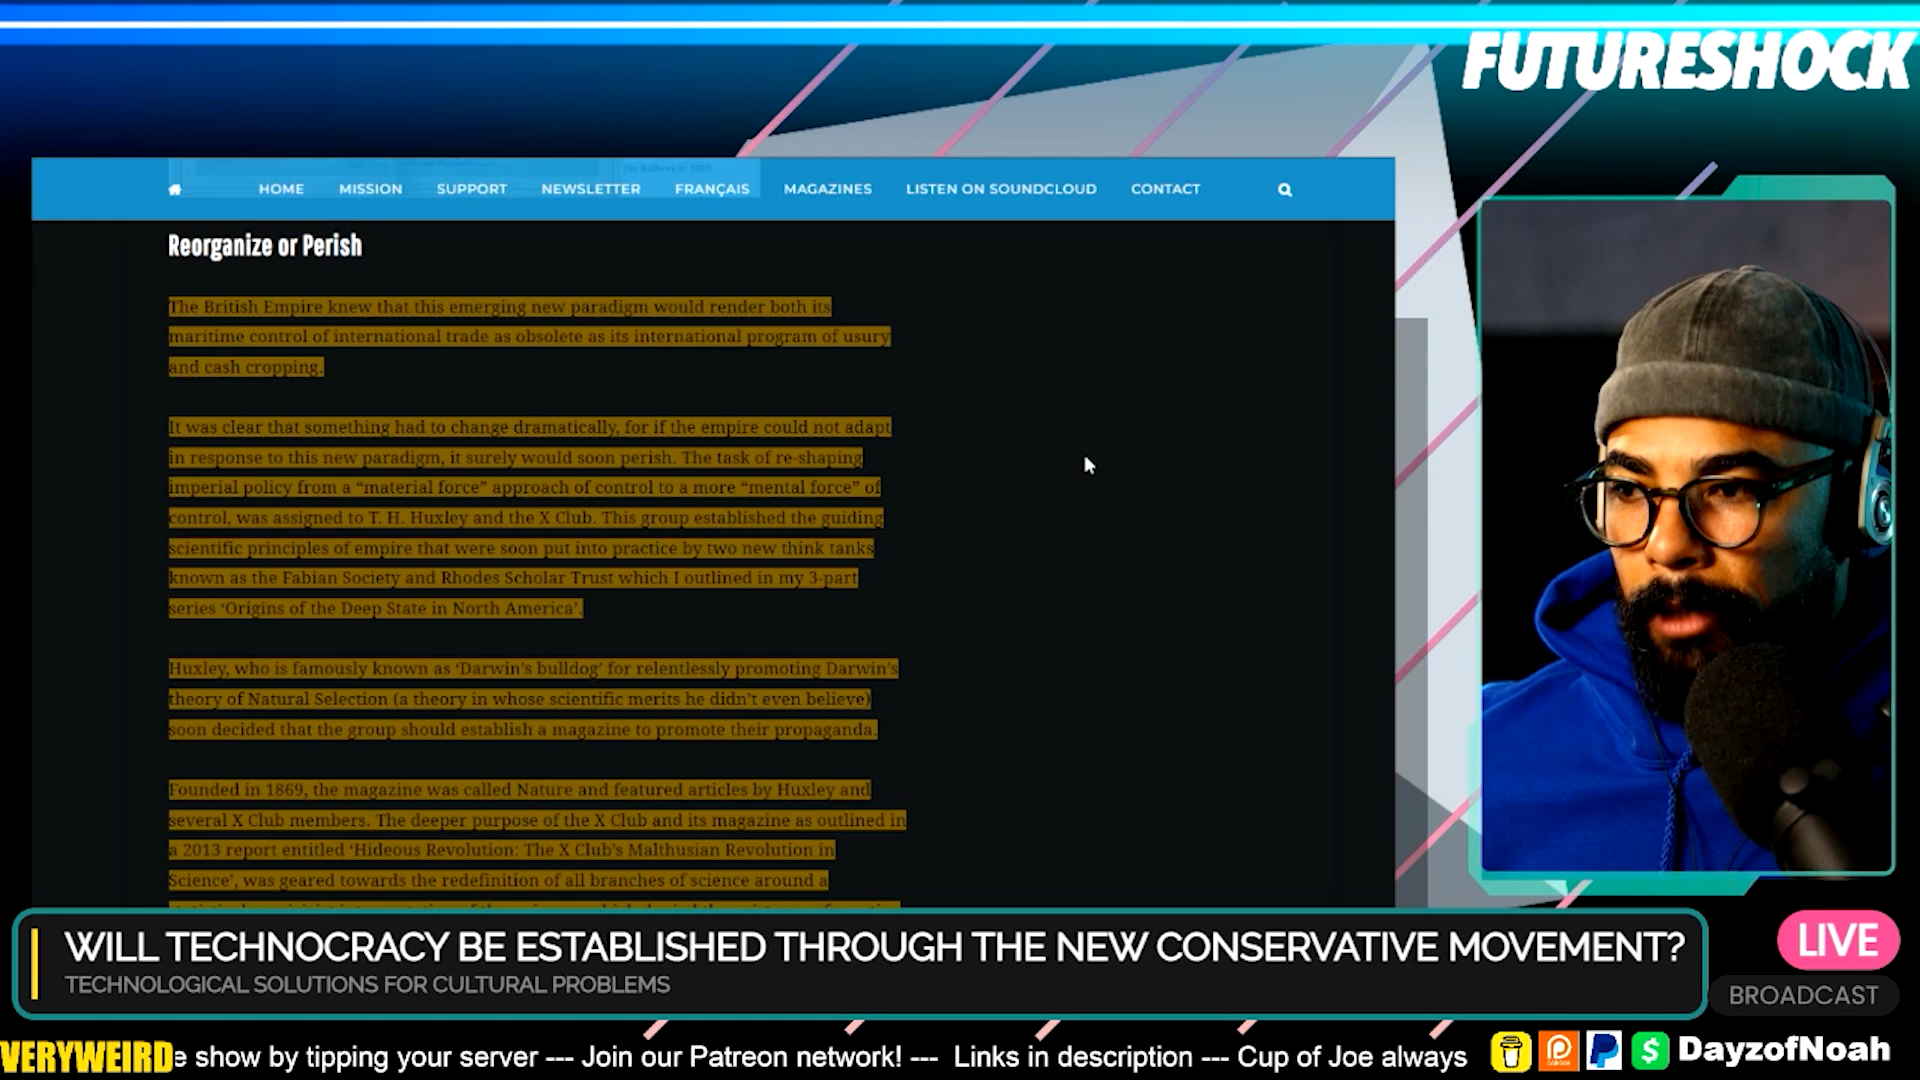 FUTURESHOCK
HOME MISSION SUPPORT NEWSLETTER FRANÇAIS MAGAZINES LISTEN ON SOUNDCLOUD CONTACT
Reorganize or Perish
The British Empire knew that this emerging new paradigm would render both its
maritime control of international trade as obsolete as its international program of usury
and cash cropping.
It was clear that something had to change dramatically, for if the empire could not adapt
in response to this new paradigm, it surely would soon perish. The task of re-shaping
imperial policy from a “material force” approach of control to a more “mental force” of
control, was assigned to T. H. Huxley and the X Club. This group established the guiding
scientific principles of empire that were soon put into practice by two new think tanks
known as the Fabian Society and Rhodes Scholar Trust which I outlined in my 3-part
series ‘Origins of the Deep State in North America’.
Huxley, who is famously known as ‘Darwin’s bulldog’ for relentlessly promoting Darwin’s
theory of Natural Selection (a theory in whose scientific merits he didn’t even believe)
soon decided that the group should establish a magazine to promote their propaganda.
Founded in 1869, the magazine was called Nature and featured articles by Huxley and
several X Club members. The deeper purpose of the X Club and its magazine as outlined in
a 2013 report entitled ‘Hideous Revolution: The X Club’s Malthusian Revolution in
Science’, was geared towards the redefinition of all branches of science around a
WILL TECHNOCRACY BE ESTABLISHED THROUGH THE NEW CONSERVATIVE MOVEMENT?
TECHNOLOGICAL SOLUTIONS FOR CULTURAL PROBLEMS
LIVE
BROADCAST
VERYWEIRD e show by tipping your server --- Join our Patreon network! --- Links in description --- Cup of Joe always
DayzofNoah